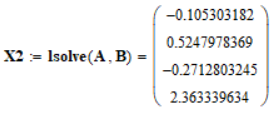 X2 := lsolve(A , B) =
−0.105303182
0.5247978369
−0.2712803245
2.363339634